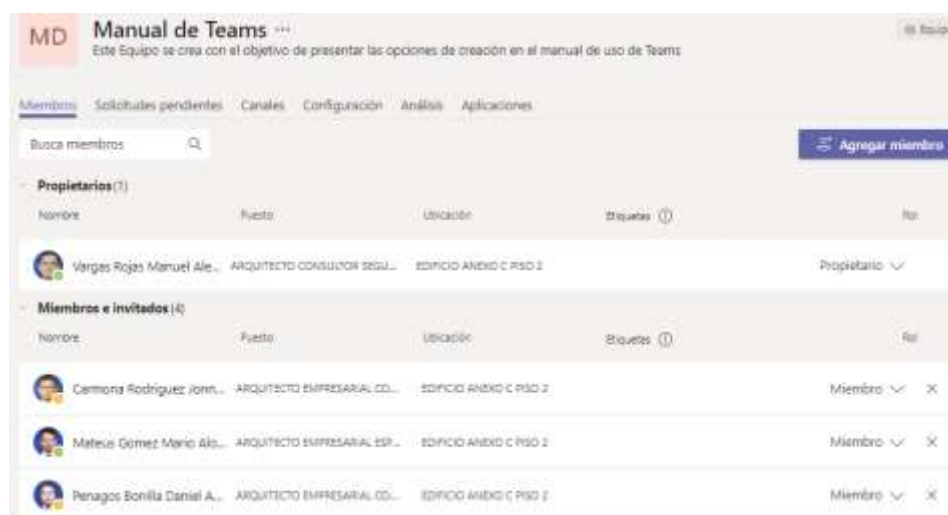 MD
Manual de Teams ...
Este Equipo se crea con el objetivo de presentar las opciones de creación en el manual de uso de Teams
Miembros Solicitudes pendientes Canales Configuración Análisis Aplicaciones
Busca miembros
Agregar miembro
Propietarios (1)
Nombre Puesto Ubicación Etiquetas Rol
Vargas Rojas Manuel Ale... ARQUITECTO CONSULTOR SEGU... EDIFICIO ANEXO C PISO 2 Propietario
Miembros e invitados (4)
Nombre Puesto Ubicación Etiquetas Rol
Carmona Rodriguez Jonn... ARQUITECTO EMPRESARIAL CO... EDIFICIO ANEXO C PISO 2 Miembro
Mateus Gomez Mario Alo... ARQUITECTO EMPRESARIAL ESP... EDIFICIO ANEXO C PISO 2 Miembro
Penagos Bonilla Daniel A... ARQUITECTO EMPRESARIAL CO... EDIFICIO ANEXO C PISO 2 Miembro